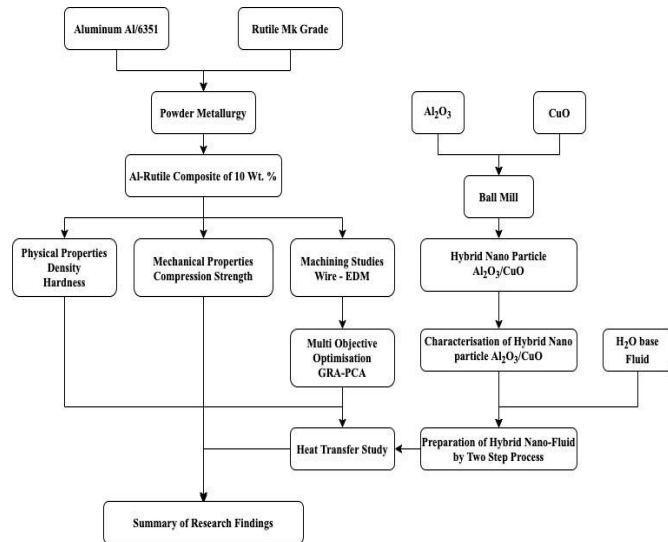 Aluminum Al/6351
Rutile Mk Grade
Powder Metallurgy
Al₂O₃
CuO
Al-Rutile Composite of 10 Wt. %
Ball Mill
Physical Properties
Density
Hardness
Mechanical Properties
Compression Strength
Machining Studies
Wire - EDM
Hybrid Nano Particle
Al₂O₃/CuO
Multi Objective
Optimisation
GRA-PCA
Characterisation of Hybrid Nano
particle Al₂O₃/CuO
H₂O base
Fluid
Heat Transfer Study
Preparation of Hybrid Nano-Fluid
by Two Step Process
Summary of Research Findings